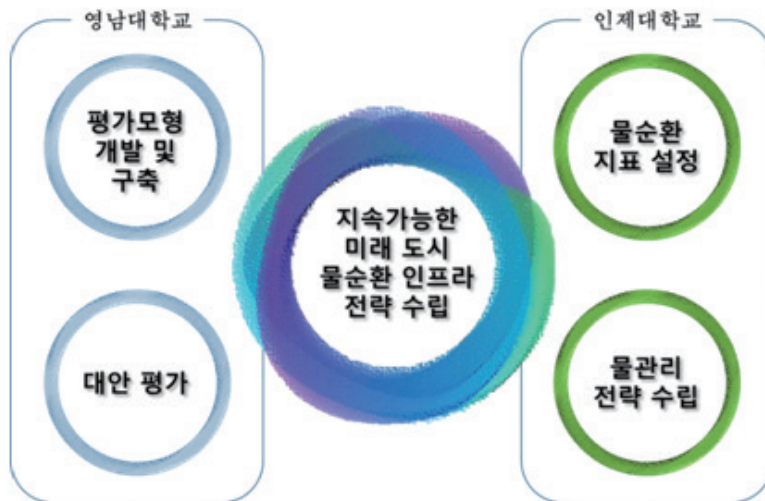 영남대학교
평가모형
개발 및
구축
대안 평가
지속가능한
미래 도시
물순환 인프라
전략 수립
인제대학교
물순환
지표 설정
물관리
전략 수립